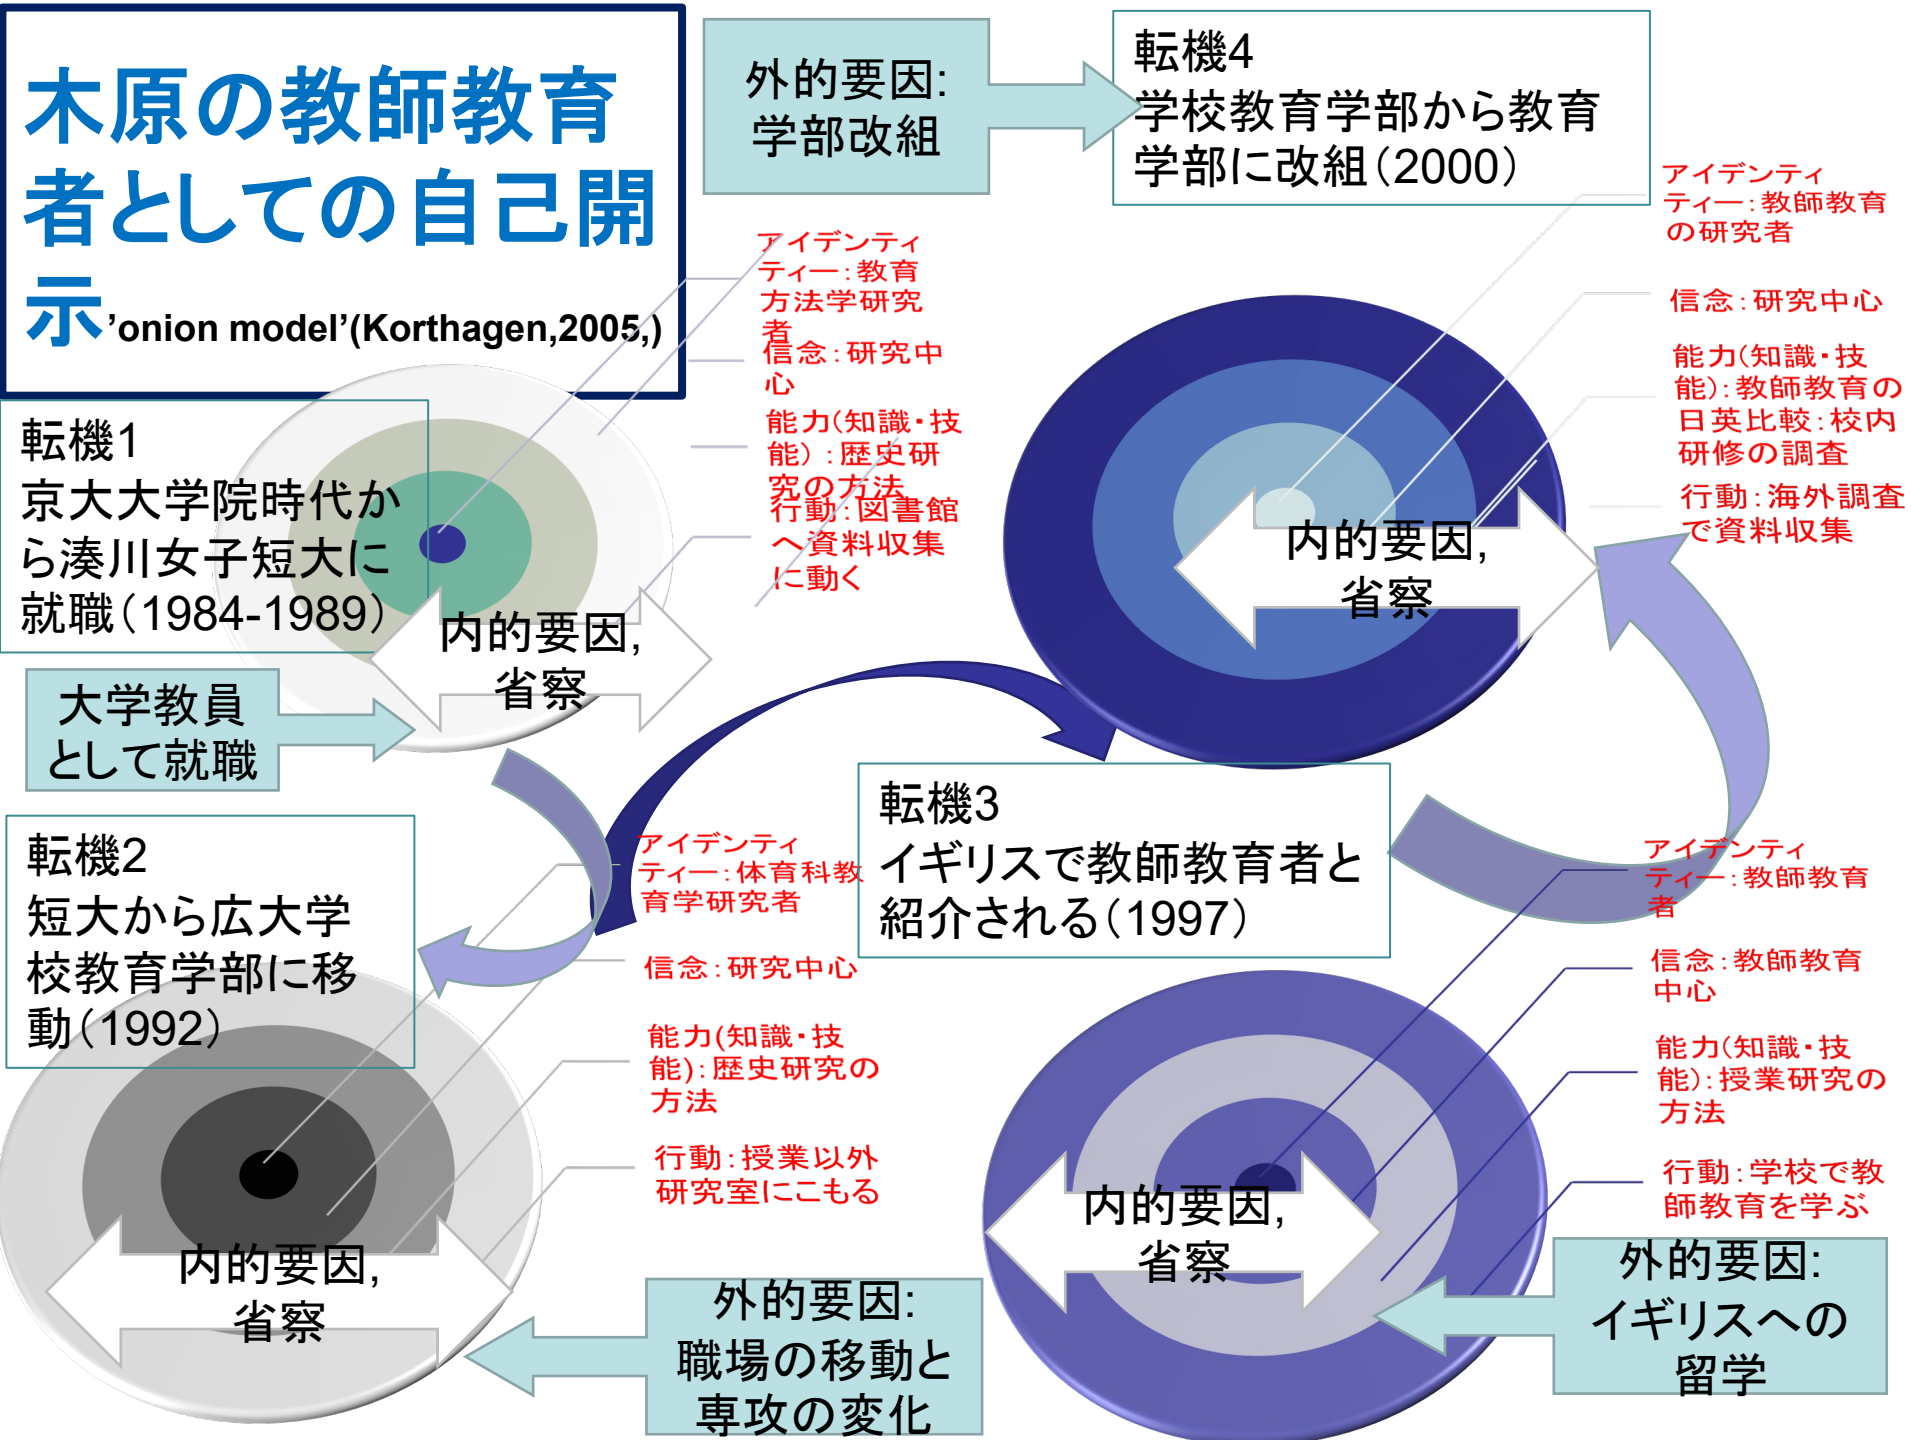 木原の教師教育
者としての自己開
示’onion model’(Korthagen,2005,)
外的要因:
学部改組
転機4
学校教育学部から教育
学部に改組（2000）
アイデンティ
ティー：教育
方法学研究
者
信念：研究中
心
能力（知識・技
能）：歴史研
究の方法
行動：図書館
へ資料収集
に動く
アイデンティ
ティー：教師教育
の研究者
信念：研究中心
能力（知識・技
能）：教師教育の
日英比較：校内
研修の調査
行動：海外調査
で資料収集
転機1
京大大学院時代か
ら湊川女子短大に
就職（1984-1989）
内的要因,
省察
内的要因,
省察
大学教員
として就職
転機2
短大から広大学
校教育学部に移
動（1992）
アイデンティ
ティー：体育科教
育学研究者
信念：研究中心
能力(知識・技
能)：歴史研究の
方法
行動：授業以外
研究室にこもる
内的要因,
省察
外的要因:
職場の移動と
専攻の変化
転機3
イギリスで教師教育者と
紹介される（1997）
アイデンティ
ティー：教師教育
者
信念：教師教育
中心
能力（知識・技
能）：授業研究の
方法
行動：学校で教
師教育を学ぶ
内的要因,
省察
外的要因:
イギリスへの
留学